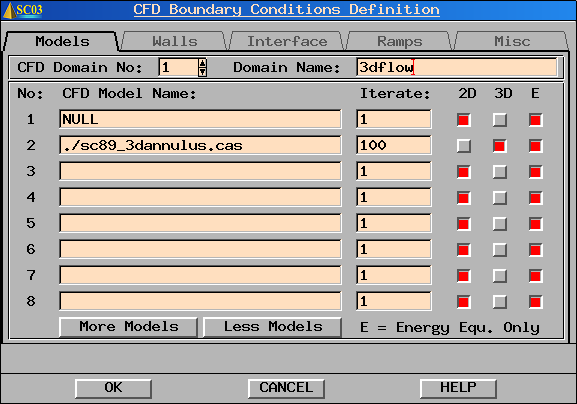 SC03 CFD Boundary Conditions Definition
Models Walls Interface Ramps Misc
CFD Domain No: 1 Domain Name: 3dflow
No: CFD Model Name: Iterate: 2D 3D E
1 NULL 1
2 ./sc89_3dannulus.cas 100
3 1
4 1
5 1
6 1
7 1
8 1
More Models Less Models E = Energy Equ. Only
OK CANCEL HELP